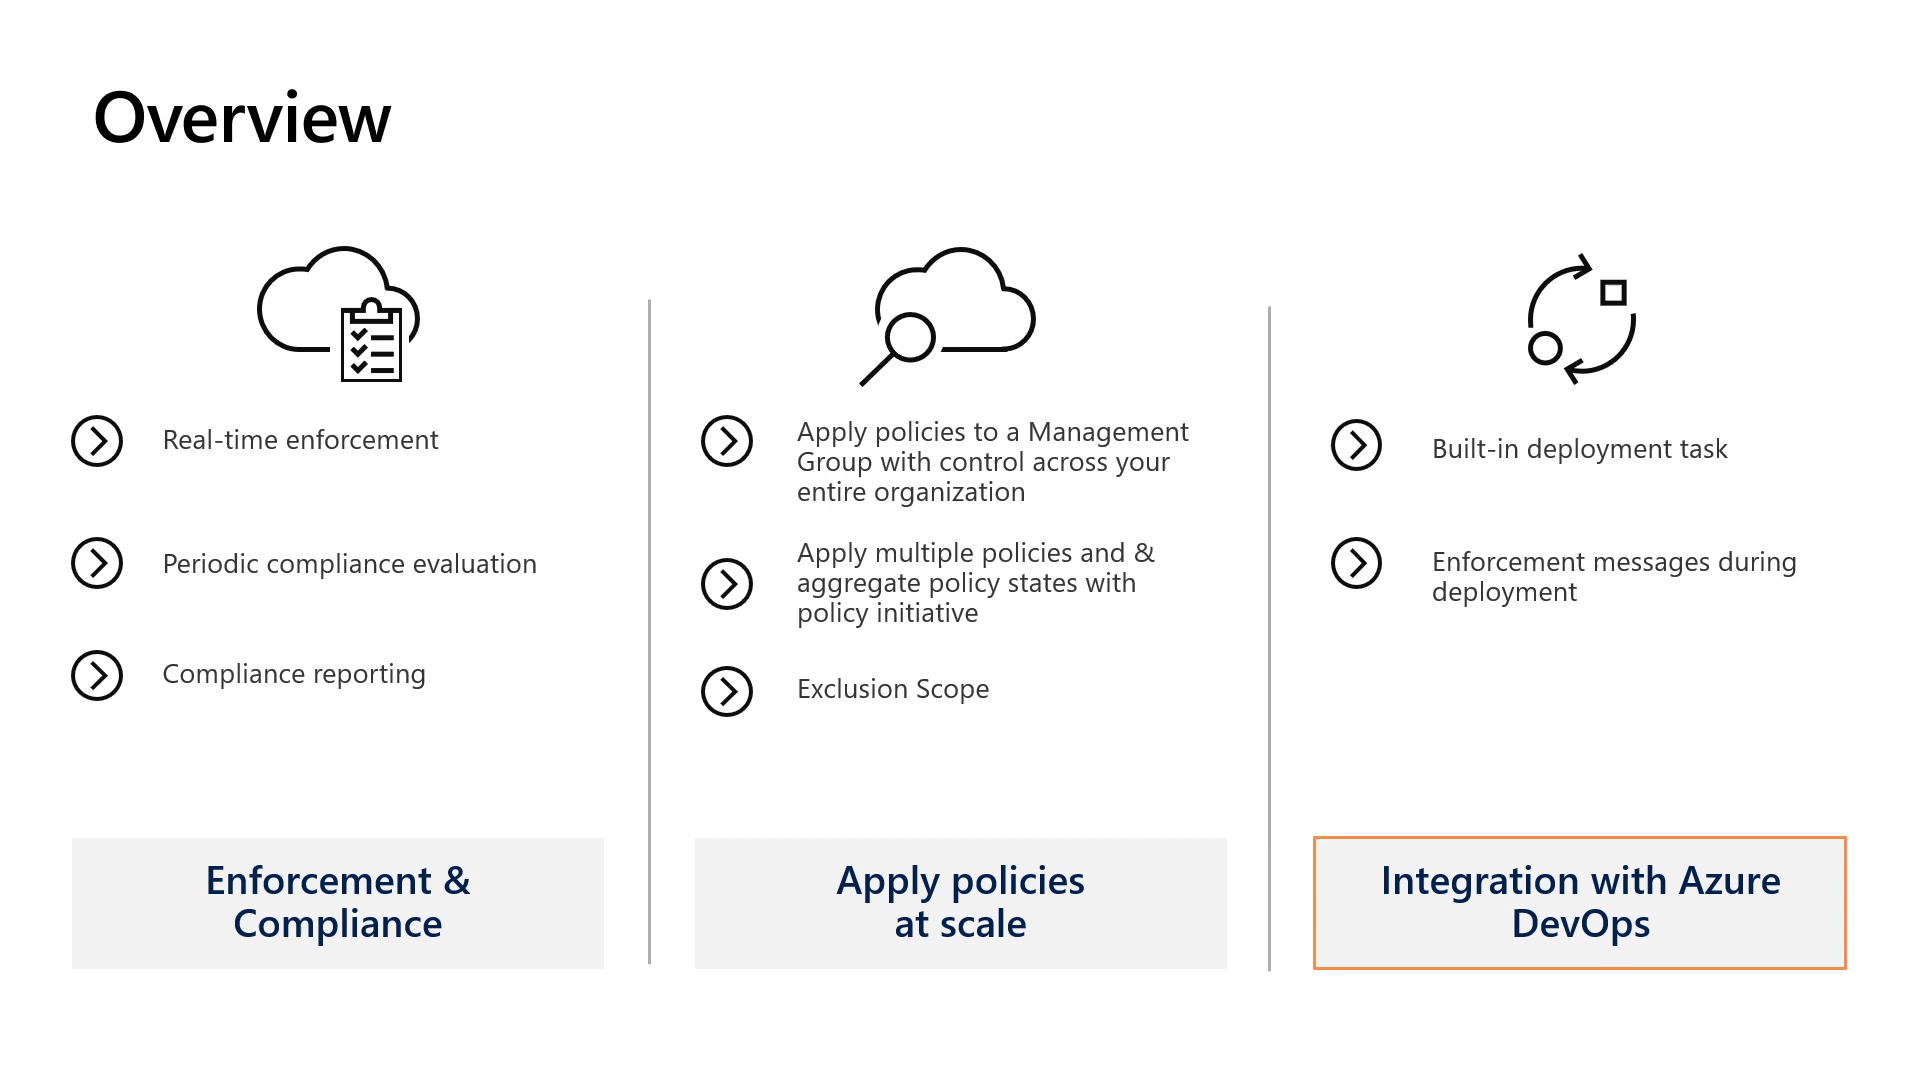 Overview
Real-time enforcement
Periodic compliance evaluation
Compliance reporting
Enforcement &
Compliance
Apply policies to a Management
Group with control across your
entire organization
Apply multiple policies and &
aggregate policy states with
policy initiative
Exclusion Scope
Apply policies
at scale
Built-in deployment task
Enforcement messages during
deployment
Integration with Azure
DevOps